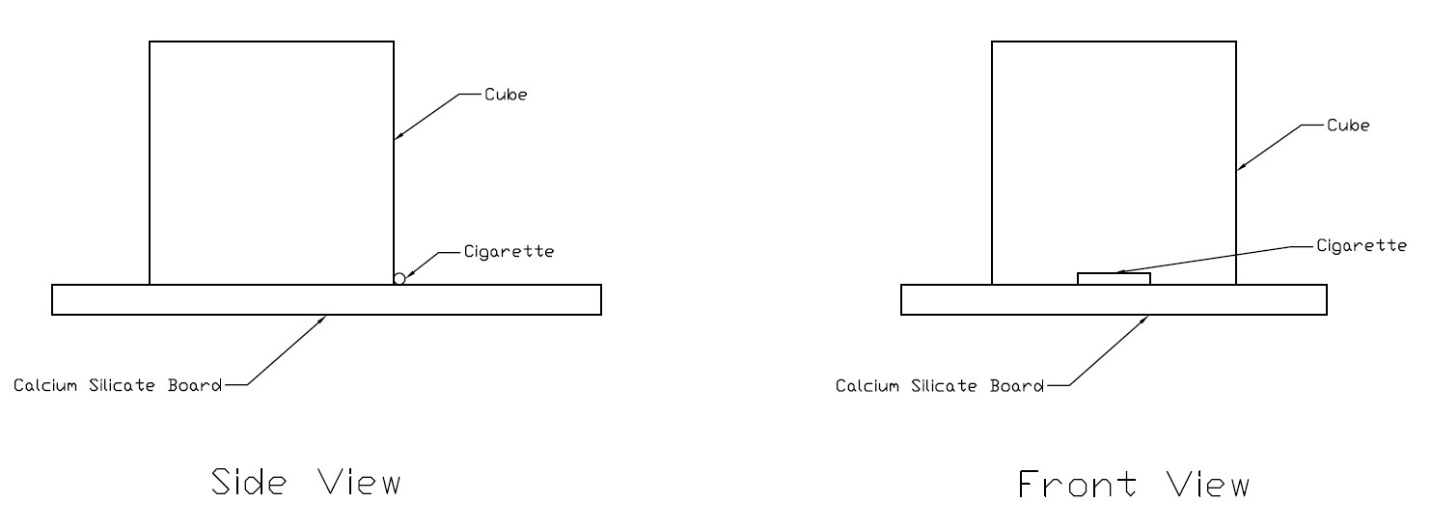 Cube
Cigarette
Calcium Silicate Board
Side View
Cube
Cigarette
Calcium Silicate Board
Front View